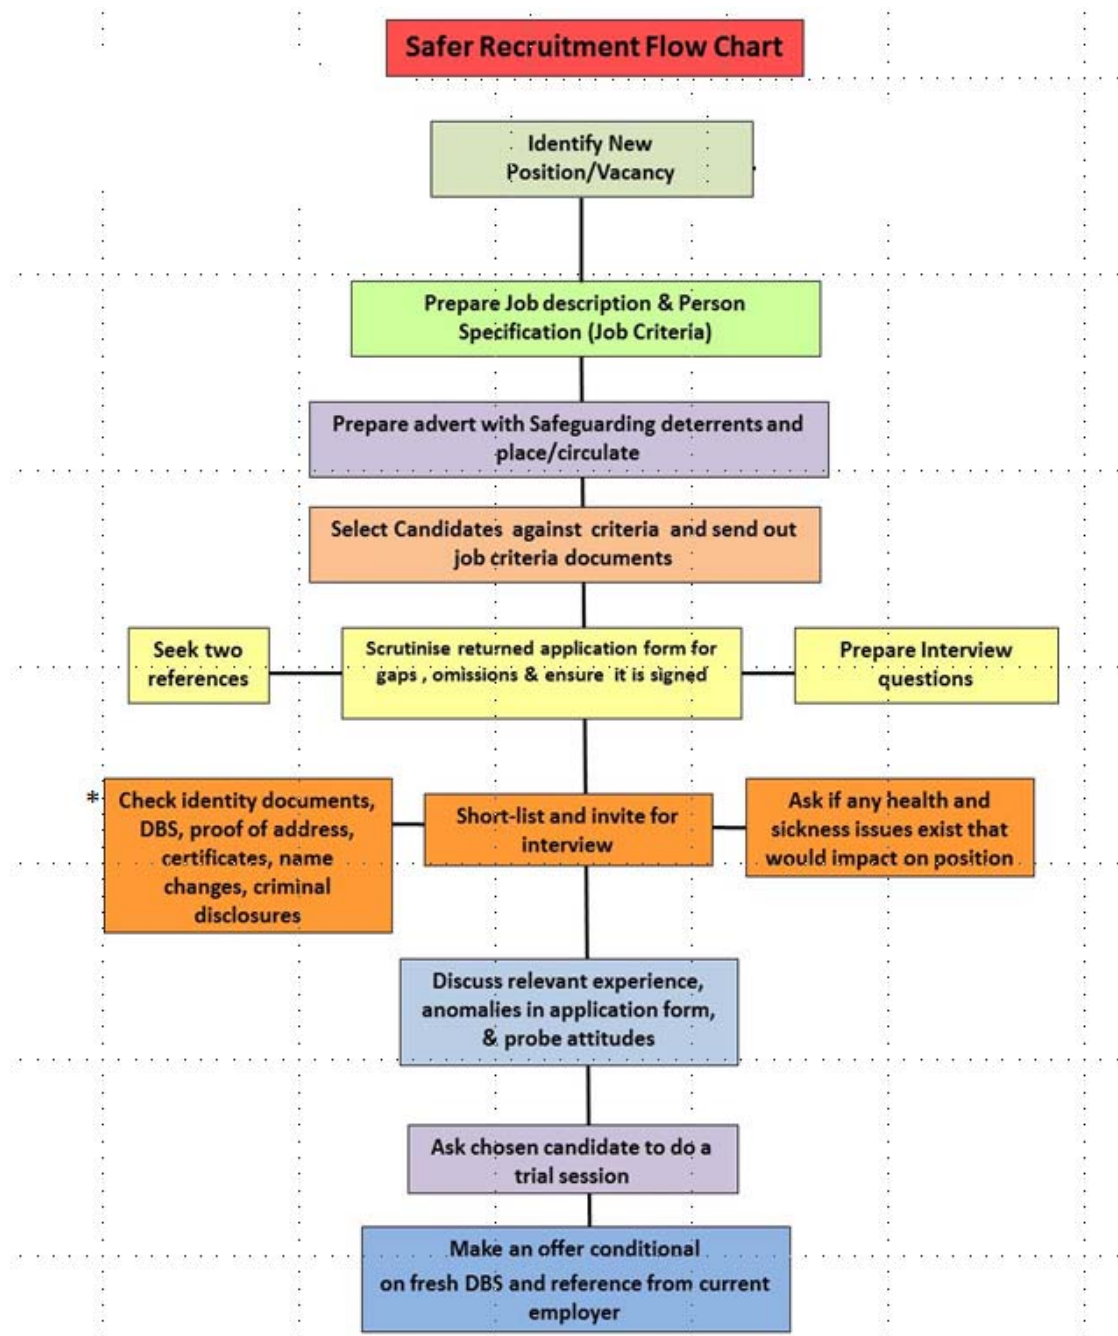 Safer Recruitment Flow Chart
Identify New
Position/Vacancy
Prepare Job description & Person
Specification (Job Criteria)
Prepare advert with Safeguarding deterrents and
place/circulate
Select Candidates against criteria and send out
job criteria documents
Seek two
references
Scrutinise returned application form for
gaps , omissions & ensure it is signed
Prepare Interview
questions
*
Check identity documents,
DBS, proof of address,
certificates, name
changes, criminal
disclosures
Short-list and invite for
interview
Ask if any health and
sickness issues exist that
would impact on position
Discuss relevant experience,
anomalies in application form,
& probe attitudes
Ask chosen candidate to do a
trial session
Make an offer conditional
on fresh DBS and reference from current
employer